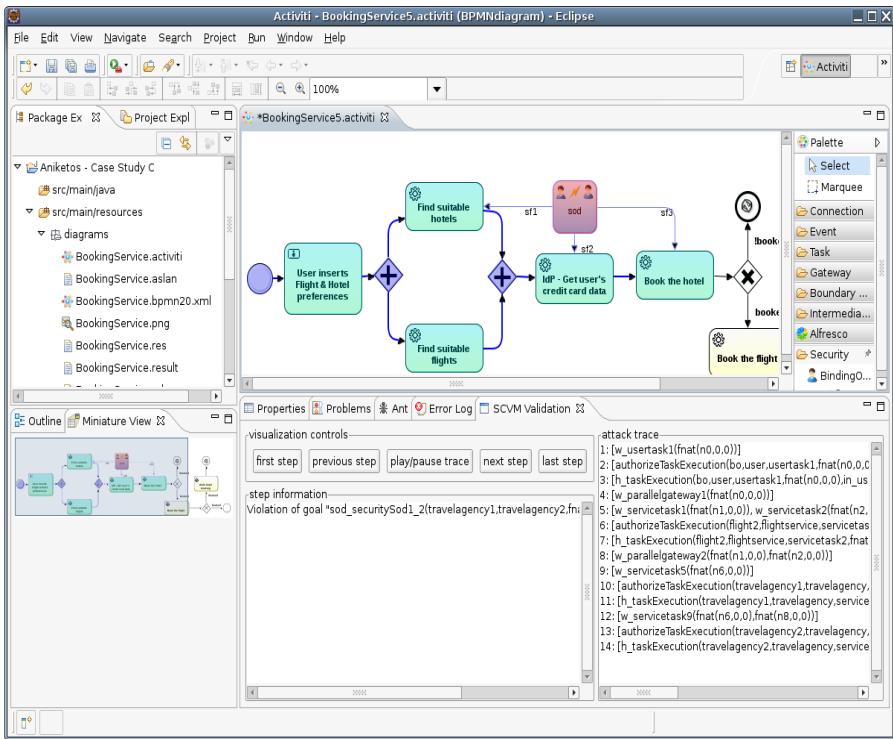 Activiti - BookingService5.activiti (BPMNdiagram) - Eclipse
File Edit View Navigate Search Project Run Window Help
100%
Activiti
»
Package Ex
Project Expl
Aniketos - Case Study C
src/main/java
src/main/resources
diagrams
BookingService.activiti
BookingService.aslan
BookingService.bpmn20.xml
BookingService.png
BookingService.res
BookingService.result
*BookingService5.activiti
User inserts
Flight & Hotel
preferences
Find suitable
hotels
Find suitable
flights
sf1
sod
sf3
sf2
IdP - Get user's
credit card data
Book the hotel
!booke
booke
Book the flight
Palette
Select
Marquee
Connection
Event
Task
Gateway
Boundary ...
Intermedia...
Alfresco
Security
BindingO...
Outline
Miniature View
Properties
Problems
Ant
Error Log
SCVM Validation
visualization controls
first step
previous step
play/pause trace
next step
last step
step information
Violation of goal "sod_securitySod1_2(travelagency1,travelagency2,fna
attack trace
1: [w_usertask1(fnat(n0,0,0))]
2: [authorizeTaskExecution(bo,user,usertask1,fnat(n0,0,0
3: [h_taskExecution(bo,user,usertask1,fnat(n0,0,0),in_us
4: [w_parallelgateway1(fnat(n0,0,0))]
5: [w_servicetask1(fnat(n1,0,0)), w_servicetask2(fnat(n2,
6: [authorizeTaskExecution(flight2,flightservice,servicetas
7: [h_taskExecution(flight2,flightservice,servicetask2,fnat
8: [w_parallelgateway2(fnat(n1,0,0),fnat(n2,0,0))]
9: [w_servicetask5(fnat(n6,0,0))]
10: [authorizeTaskExecution(travelagency1,travelagency,
11: [h_taskExecution(travelagency1,travelagency,service
12: [w_servicetask9(fnat(n6,0,0),fnat(n8,0,0))]
13: [authorizeTaskExecution(travelagency2,travelagency,
14: [h_taskExecution(travelagency2,travelagency,service